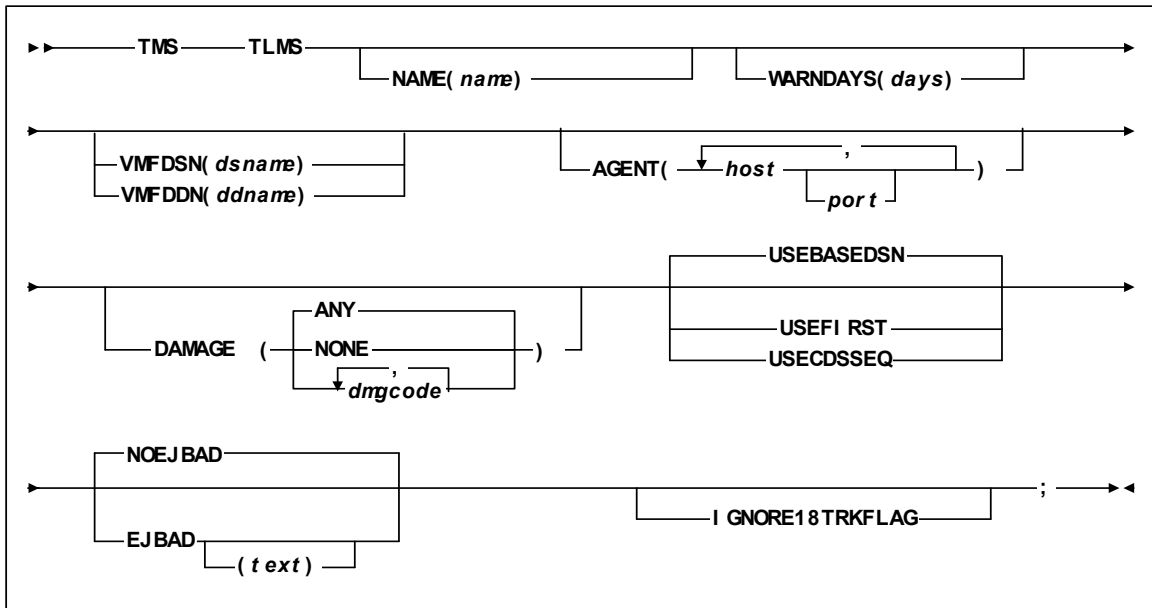 TMS TLMS
NAME(name) WARNDAYS(days)
VMFDSN(dsname)
VMFDDN(ddname)
AGENT( host , )
port
USEBASEDSN
ANY
DAMAGE ( NONE )
,
dmgcode
USEFIRST
USECDSSEQ
NOEJBAD
;
IGNORE18TRKFLAG
EJBAD
(text)